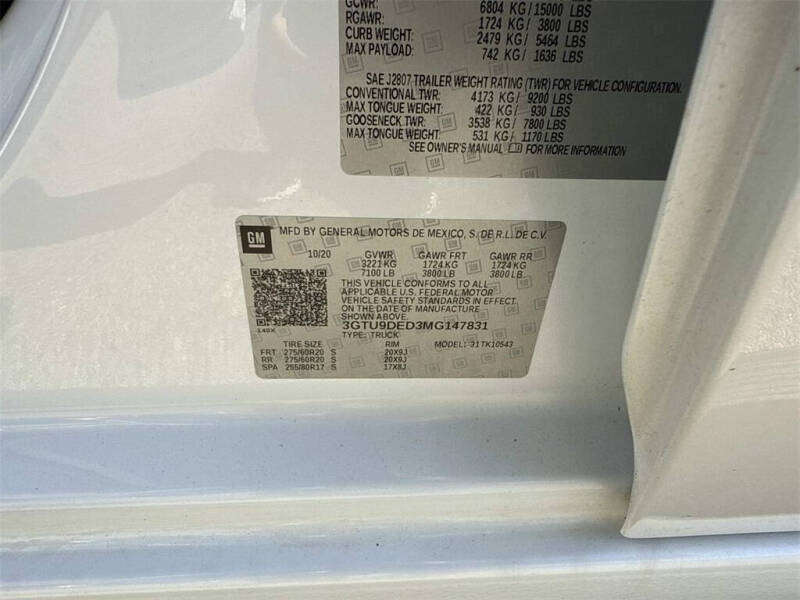 GCWR: 6804 KG/15000 LBS
RGAWR: 1724 KG/ 3800 LBS
CURB WEIGHT: 2479 KG/ 5464 LBS
MAX PAYLOAD: 742 KG/ 1636 LBS
SAE J2807 TRAILER WEIGHT RATING (TWR) FOR VEHICLE CONFIGURATION.
CONVENTIONAL TWR: 4173 KG/ 9200 LBS
MAX TONGUE WEIGHT: 422 KG/ 930 LBS
GOOSENECK TWR: 3538 KG/ 7800 LBS
MAX TONGUE WEIGHT: 531 KG/ 1170 LBS
SEE OWNER'S MANUAL FOR MORE INFORMATION
GM MFD BY GENERAL MOTORS DE MEXICO, S. DE R.L. DE C.V.
10/20 GVWR GAWR FRT GAWR RR
3221 KG 1724 KG 1724 KG
7100 LB 3800 LB 3800 LB
THIS VEHICLE CONFORMS TO ALL
APPLICABLE U.S. FEDERAL MOTOR
VEHICLE SAFETY STANDARDS IN EFFECT
ON THE DATE OF MANUFACTURE
SHOWN ABOVE.
3GTU9DED3MG147831
TYPE: TRUCK
TIRE SIZE RIM MODEL: 31TK10543
FRT 275/60R20 S 20X9J
RR 275/60R20 S 20X9J
SPA 255/80R17 S 17X8J